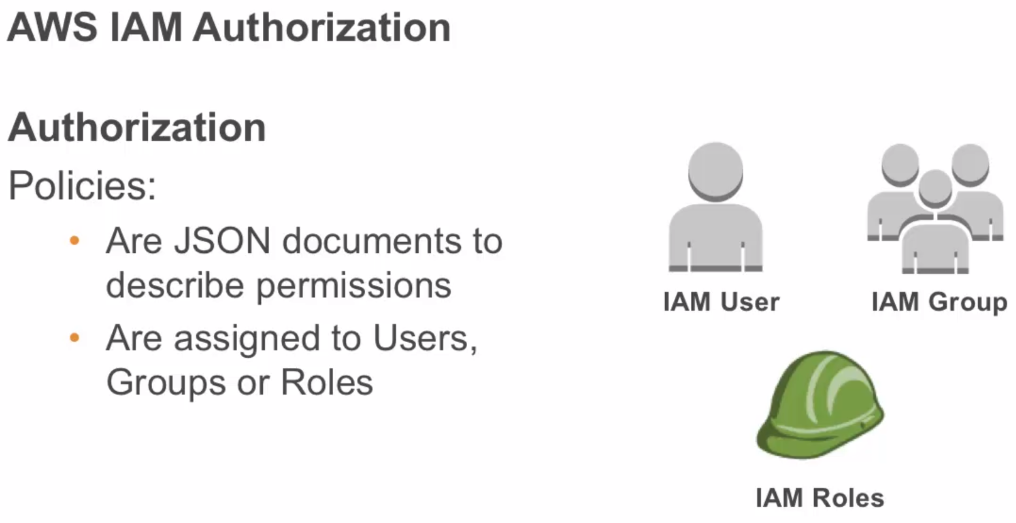 AWS IAM Authorization
Authorization
Policies:
• Are JSON documents to
describe permissions
• Are assigned to Users,
Groups or Roles
IAM User
IAM Group
IAM Roles